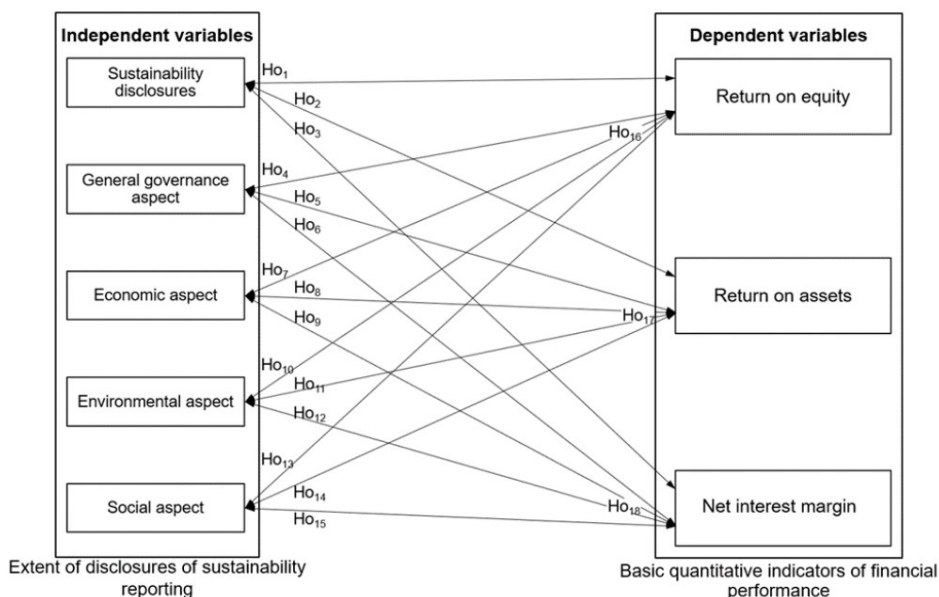 Independent variables
Sustainability
disclosures
General governance
aspect
Economic aspect
Environmental aspect
Social aspect
Extent of disclosures of sustainability
reporting
Ho₁
Ho₂
Ho₃
Ho₄
Ho₅
Ho₆
Ho₇
Ho₈
Ho₉
Ho₁₀
Ho₁₁
Ho₁₂
Ho₁₃
Ho₁₄
Ho₁₅
Ho₁₆
Ho₁₇
Ho₁₈
Dependent variables
Return on equity
Return on assets
Net interest margin
Basic quantitative indicators of financial
performance